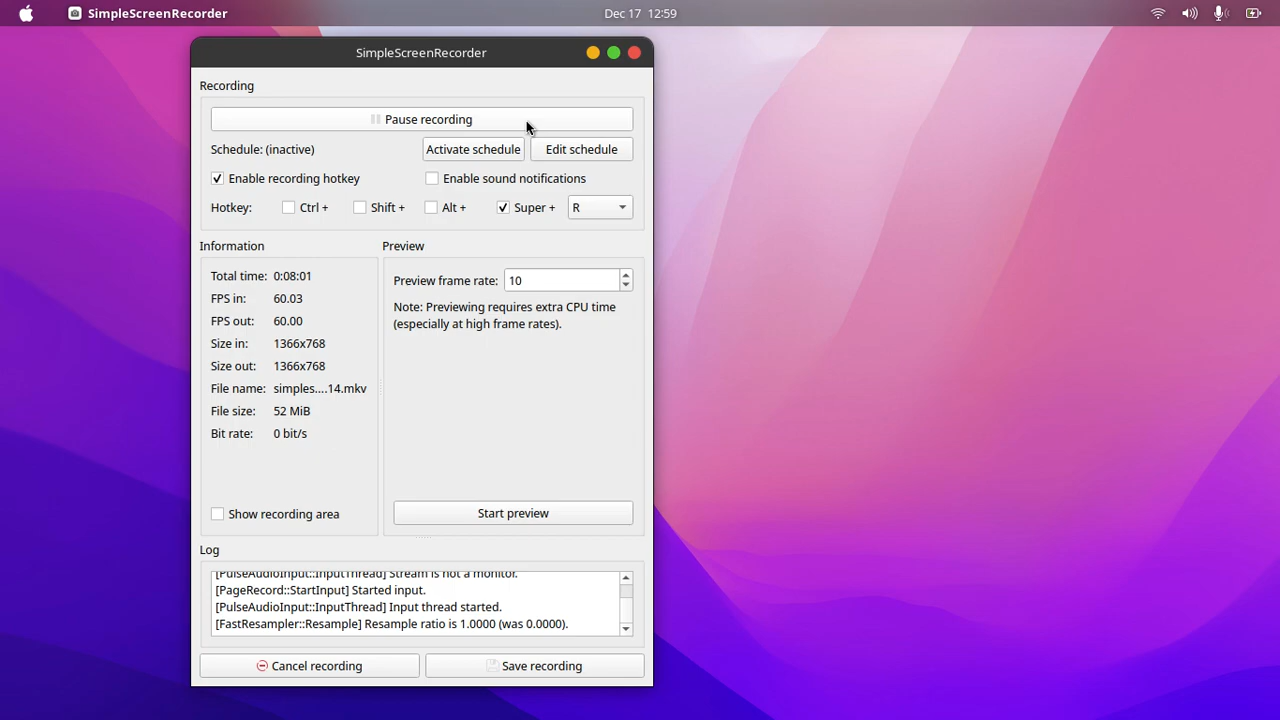 SimpleScreenRecorder
Dec 17 12:59
SimpleScreenRecorder
Recording
Pause recording
Schedule: (inactive)
Activate schedule
Edit schedule
Enable recording hotkey
Enable sound notifications
Hotkey:
Ctrl +
Shift +
Alt +
Super +
R
Information
Total time: 0:08:01
FPS in: 60.03
FPS out: 60.00
Size in: 1366x768
Size out: 1366x768
File name: simples....14.mkv
File size: 52 MiB
Bit rate: 0 bit/s
Show recording area
Preview
Preview frame rate: 10
Note: Previewing requires extra CPU time
(especially at high frame rates).
Start preview
Log
[PulseAudioInput::InputThread] Stream is not a monitor.
[PageRecord::StartInput] Started input.
[PulseAudioInput::InputThread] Input thread started.
[FastResampler::Resample] Resample ratio is 1.0000 (was 0.0000).
Cancel recording
Save recording